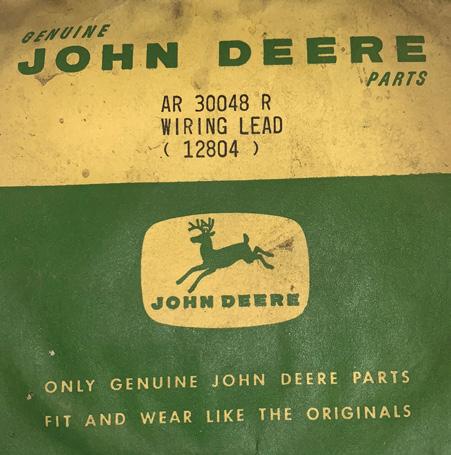 GENUINE
JOHN DEERE
PARTS
AR 30048 R
WIRING LEAD
( 12804 )
JOHN DEERE
ONLY GENUINE JOHN DEERE PARTS
FIT AND WEAR LIKE THE ORIGINALS